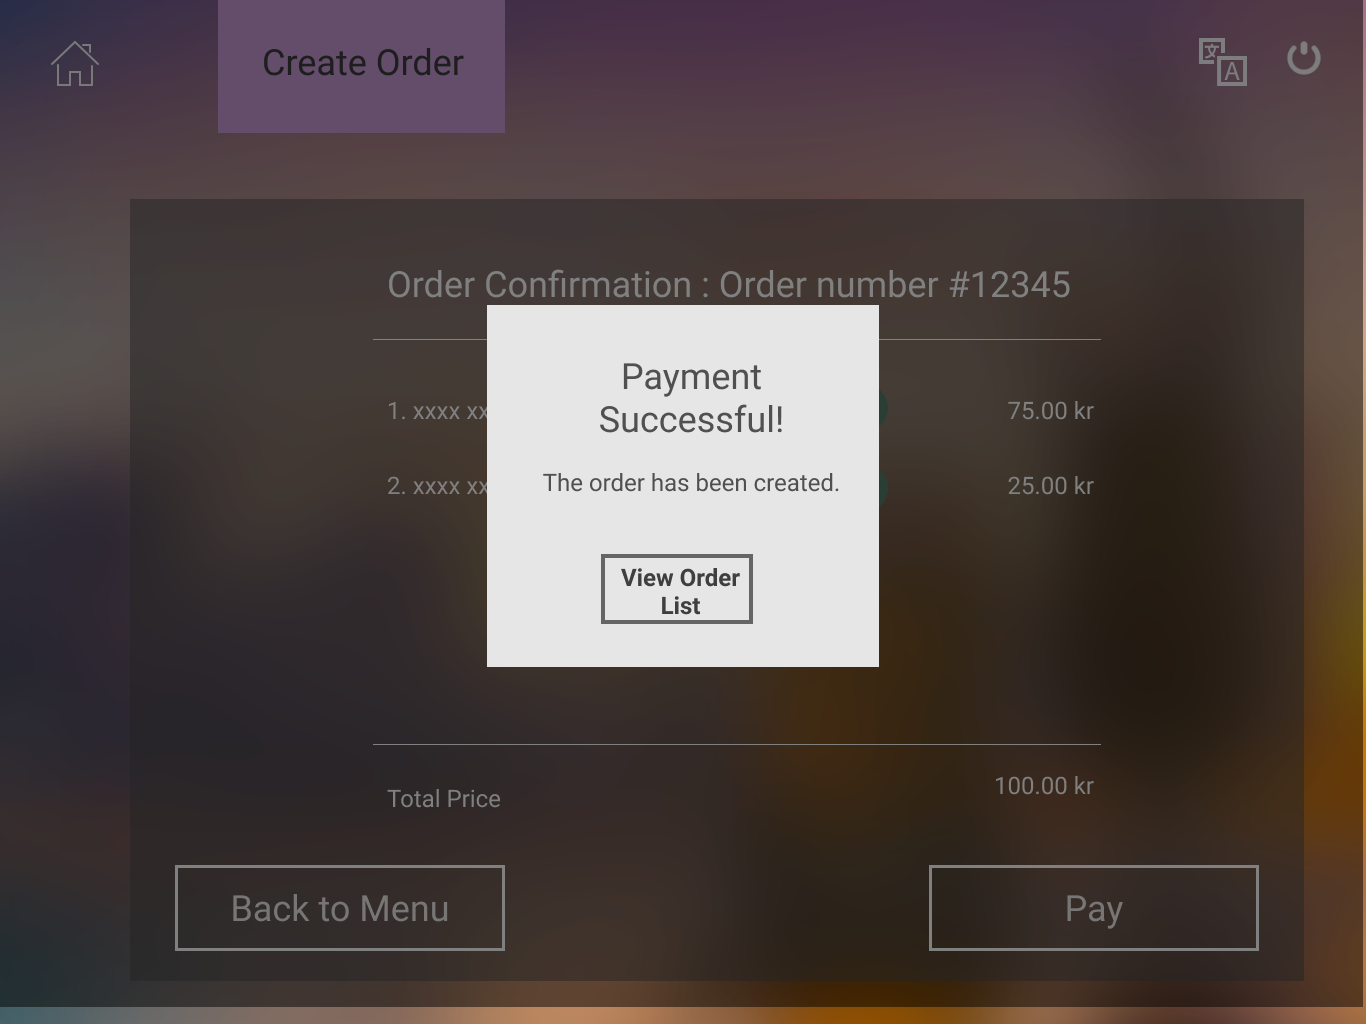 Create Order
文
A
Order Confirmation : Order number #12345
Payment
Successful!
1. xxxx xx
75.00 kr
The order has been created.
2. xxxx xx
25.00 kr
View Order
List
Total Price
100.00 kr
Back to Menu
Pay